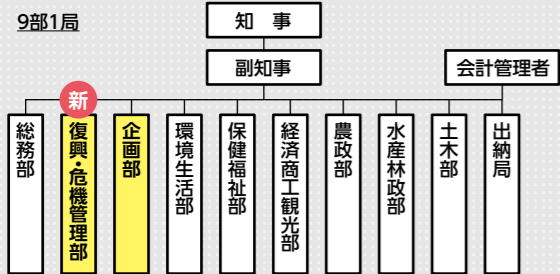 9部1局
知 事
副知事
会計管理者
新
総務部
復興・危機管理部
企画部
環境生活部
保健福祉部
経済商工観光部
農政部
水産林政部
土木部
出納局